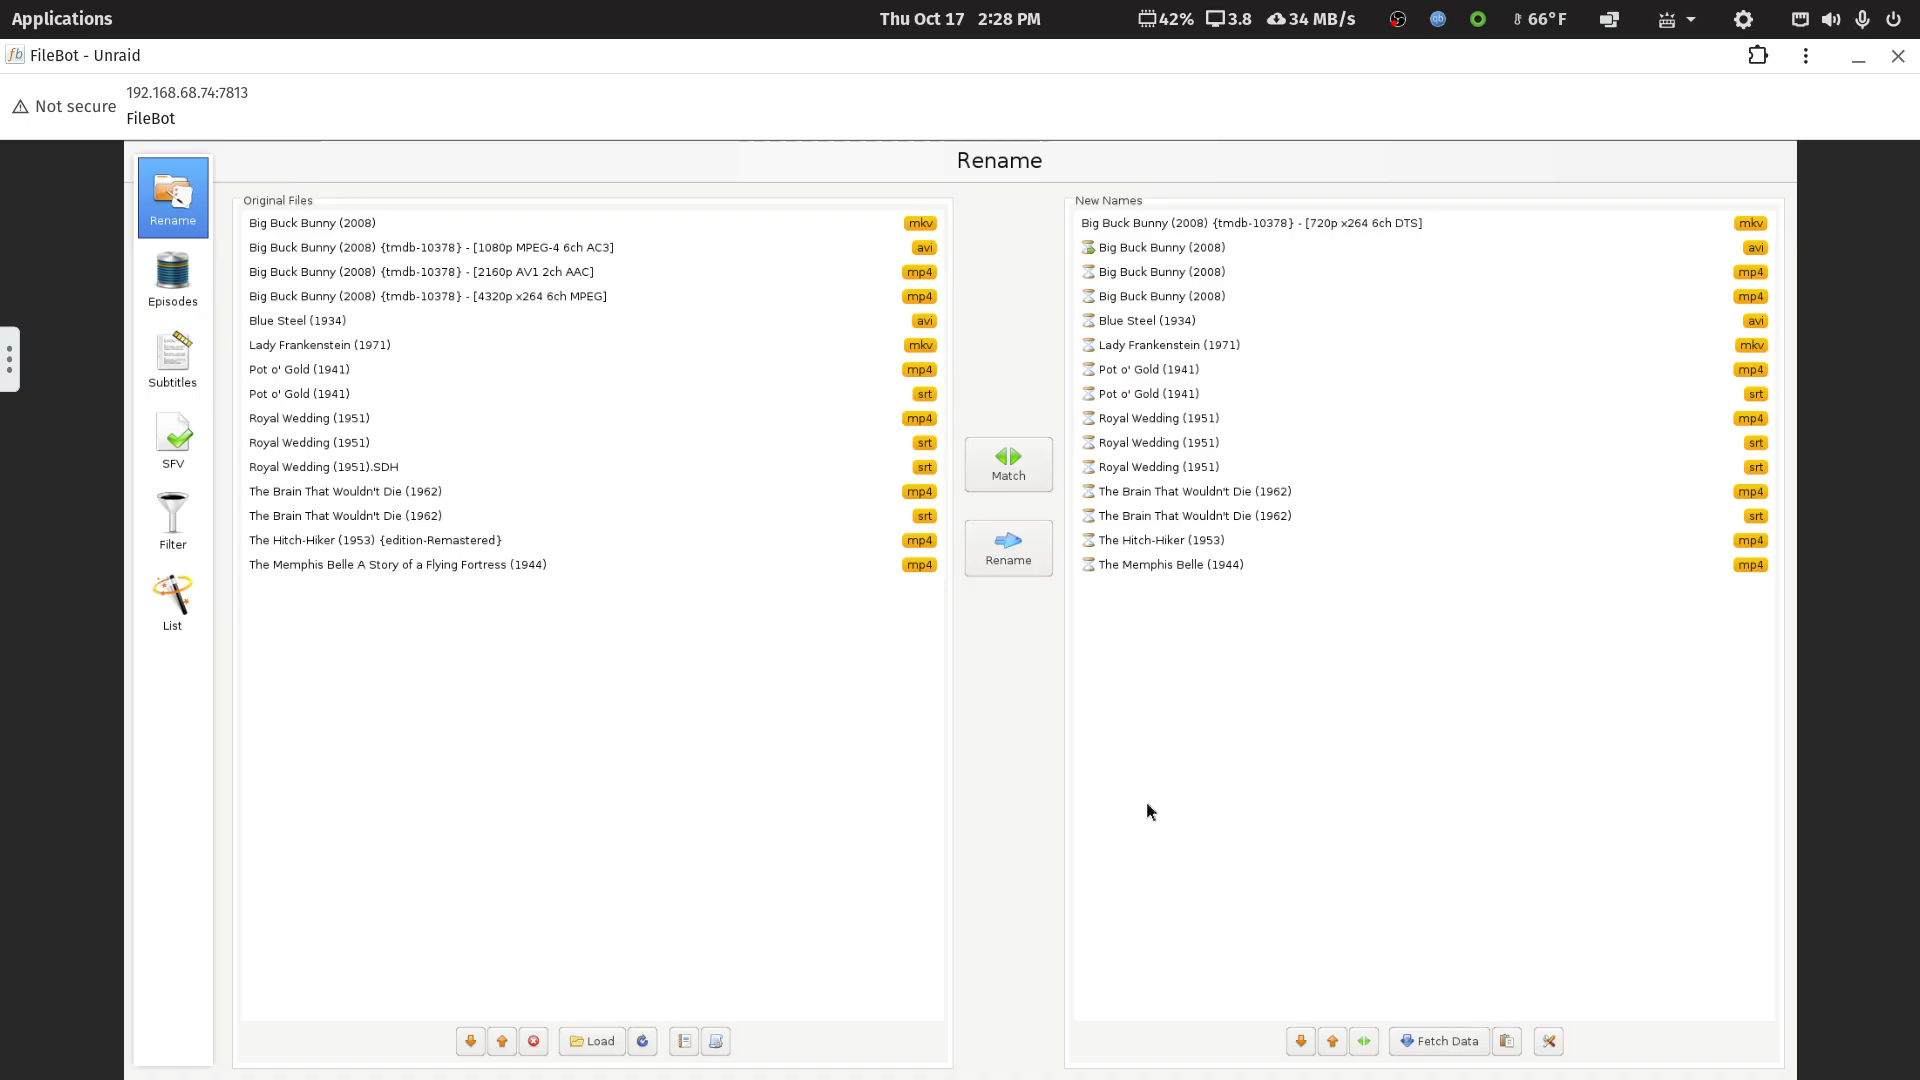 Applications
Thu Oct 17 2:28 PM
42% 3.8 34 MB/s qb 66°F
fb FileBot - Unraid
Not secure
192.168.68.74:7813
FileBot
Rename
Rename
Episodes
Subtitles
SFV
Filter
List
Original Files
Big Buck Bunny (2008) mkv
Big Buck Bunny (2008) {tmdb-10378} - [1080p MPEG-4 6ch AC3] avi
Big Buck Bunny (2008) {tmdb-10378} - [2160p AV1 2ch AAC] mp4
Big Buck Bunny (2008) {tmdb-10378} - [4320p x264 6ch MPEG] mp4
Blue Steel (1934) avi
Lady Frankenstein (1971) mkv
Pot o' Gold (1941) mp4
Pot o' Gold (1941) srt
Royal Wedding (1951) mp4
Royal Wedding (1951) srt
Royal Wedding (1951).SDH srt
The Brain That Wouldn't Die (1962) mp4
The Brain That Wouldn't Die (1962) srt
The Hitch-Hiker (1953) {edition-Remastered} mp4
The Memphis Belle A Story of a Flying Fortress (1944) mp4
Load
Match
Rename
New Names
Big Buck Bunny (2008) {tmdb-10378} - [720p x264 6ch DTS] mkv
Big Buck Bunny (2008) avi
Big Buck Bunny (2008) mp4
Big Buck Bunny (2008) mp4
Blue Steel (1934) avi
Lady Frankenstein (1971) mkv
Pot o' Gold (1941) mp4
Pot o' Gold (1941) srt
Royal Wedding (1951) mp4
Royal Wedding (1951) srt
Royal Wedding (1951) srt
The Brain That Wouldn't Die (1962) mp4
The Brain That Wouldn't Die (1962) srt
The Hitch-Hiker (1953) mp4
The Memphis Belle (1944) mp4
Fetch Data